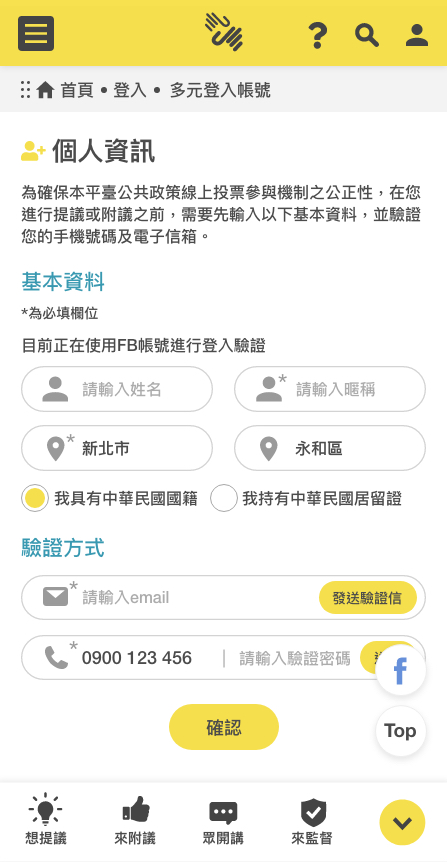 首頁 • 登入 • 多元登入帳號
個人資訊
為確保本平臺公共政策線上投票參與機制之公正性，在您
進行提議或附議之前，需要先輸入以下基本資料，並驗證
您的手機號碼及電子信箱。
基本資料
*為必填欄位
目前正在使用FB帳號進行登入驗證
請輸入姓名 * 請輸入暱稱
* 新北市 永和區
我具有中華民國國籍 我持有中華民國居留證
驗證方式
* 請輸入email 發送驗證信
* 0900 123 456 | 請輸入驗證密碼
f
Top
確認
想提議 來附議 眾開講 來監督